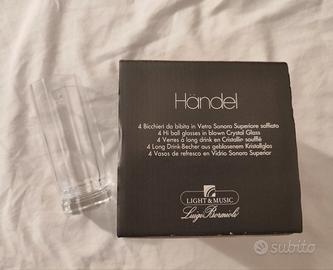 Händel
4 Bicchieri da bibita in Vetro Sonoro Superiore soffiato
4 Hi ball glasses in blown Crystal Glass
4 Verres à long drink en Cristallin soufflé
4 Long Drink-Becher aus geblasenem Kristallglas
4 Vasos de refresco en Vidrio Sonoro Superior
LIGHT & MUSIC
Luigi Bormioli
subito